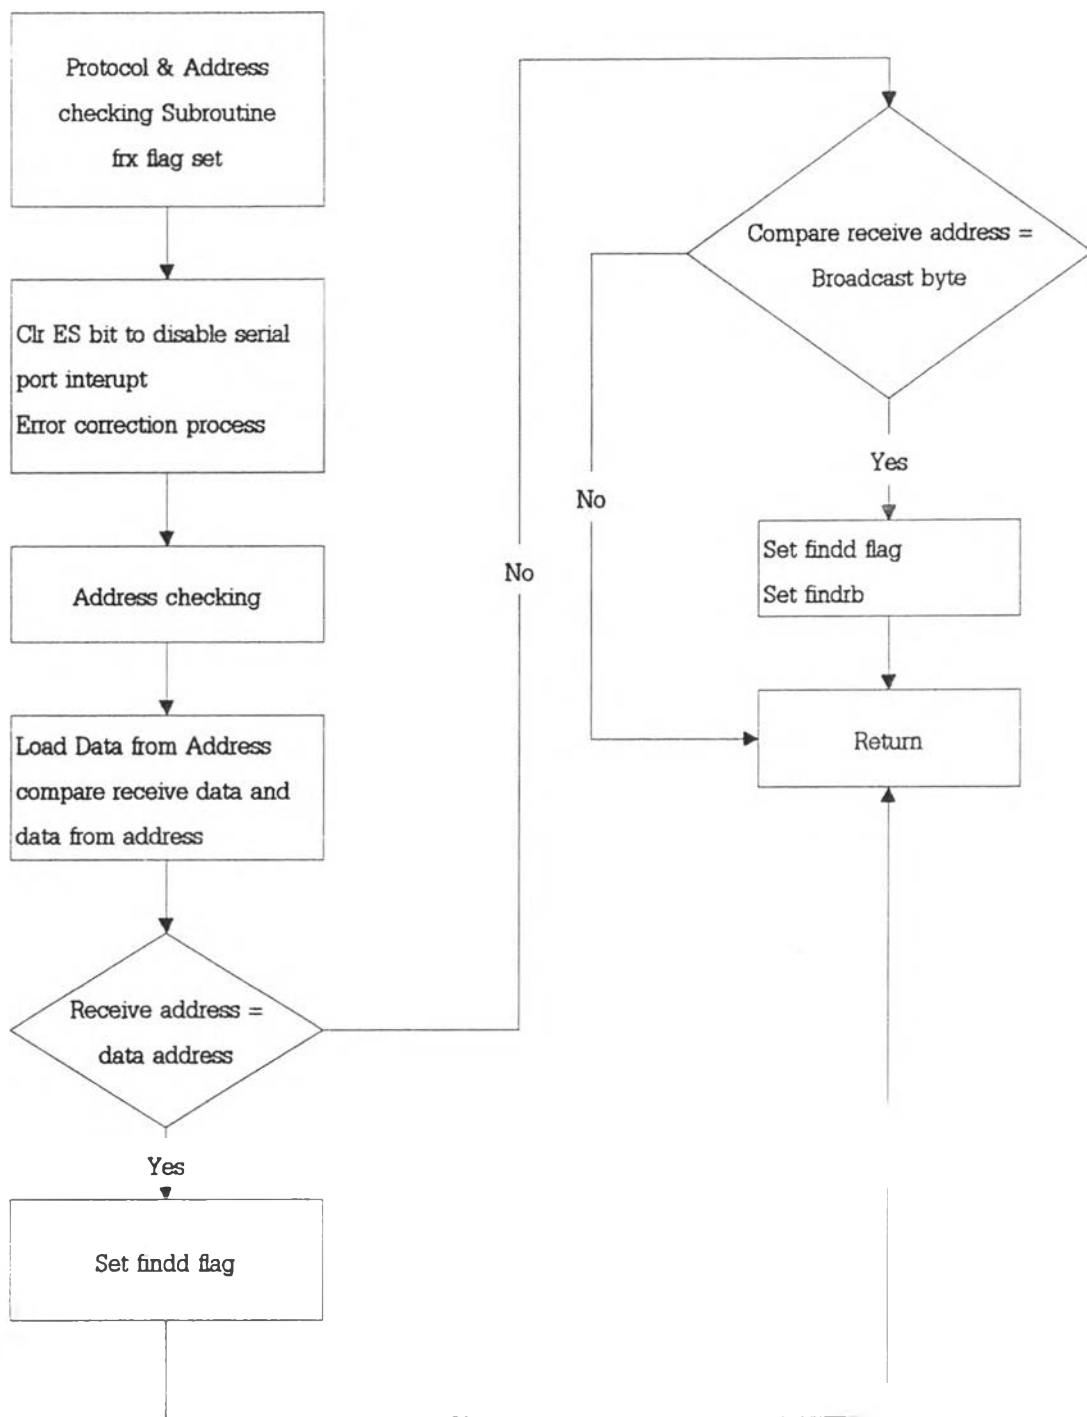 Protocol & Address
checking Subroutine
frx flag set
Clr ES bit to disable serial
port interupt
Error correction process
Address checking
Load Data from Address
compare receive data and
data from address
Receive address =
data address
Yes
Set findd flag
No
Compare receive address =
Broadcast byte
No
Yes
Set findd flag
Set findrb
Return